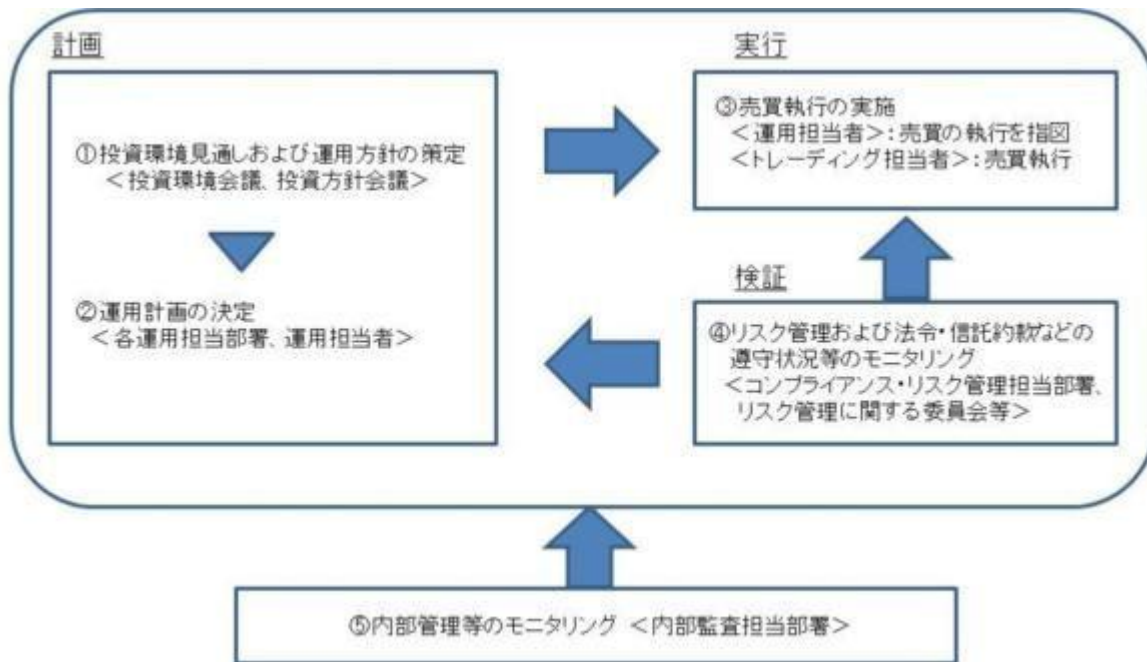 計画
①投資環境見通しおよび運用方針の策定
＜投資環境会議、投資方針会議＞
②運用計画の決定
＜各運用担当部署、運用担当者＞
実行
③売買執行の実施
＜運用担当者＞：売買の執行を指図
＜トレーディング担当者＞：売買執行
検証
④リスク管理および法令・信託約款などの
遵守状況等のモニタリング
＜コンプライアンス・リスク管理担当部署、
リスク管理に関する委員会等＞
⑤内部管理等のモニタリング ＜内部監査担当部署＞